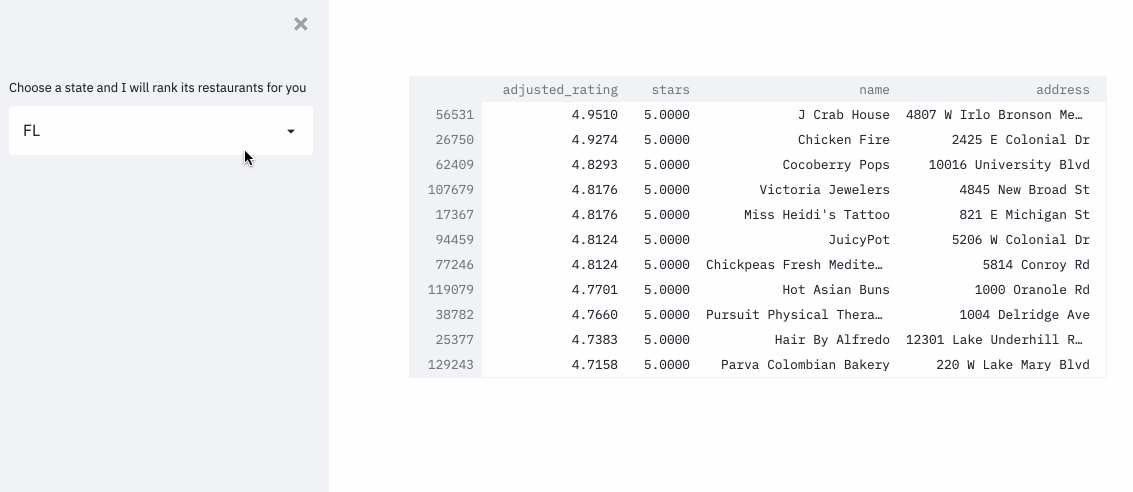 Choose a state and I will rank its restaurants for you
FL
adjusted_rating stars name address
56531 4.9510 5.0000 J Crab House 4807 W Irlo Bronson Me…
26750 4.9274 5.0000 Chicken Fire 2425 E Colonial Dr
62409 4.8293 5.0000 Cocoberry Pops 10016 University Blvd
107679 4.8176 5.0000 Victoria Jewelers 4845 New Broad St
17367 4.8176 5.0000 Miss Heidi's Tattoo 821 E Michigan St
94459 4.8124 5.0000 JuicyPot 5206 W Colonial Dr
77246 4.8124 5.0000 Chickpeas Fresh Medite… 5814 Conroy Rd
119079 4.7701 5.0000 Hot Asian Buns 1000 Oranole Rd
38782 4.7660 5.0000 Pursuit Physical Thera… 1004 Delridge Ave
25377 4.7383 5.0000 Hair By Alfredo 12301 Lake Underhill R…
129243 4.7158 5.0000 Parva Colombian Bakery 220 W Lake Mary Blvd